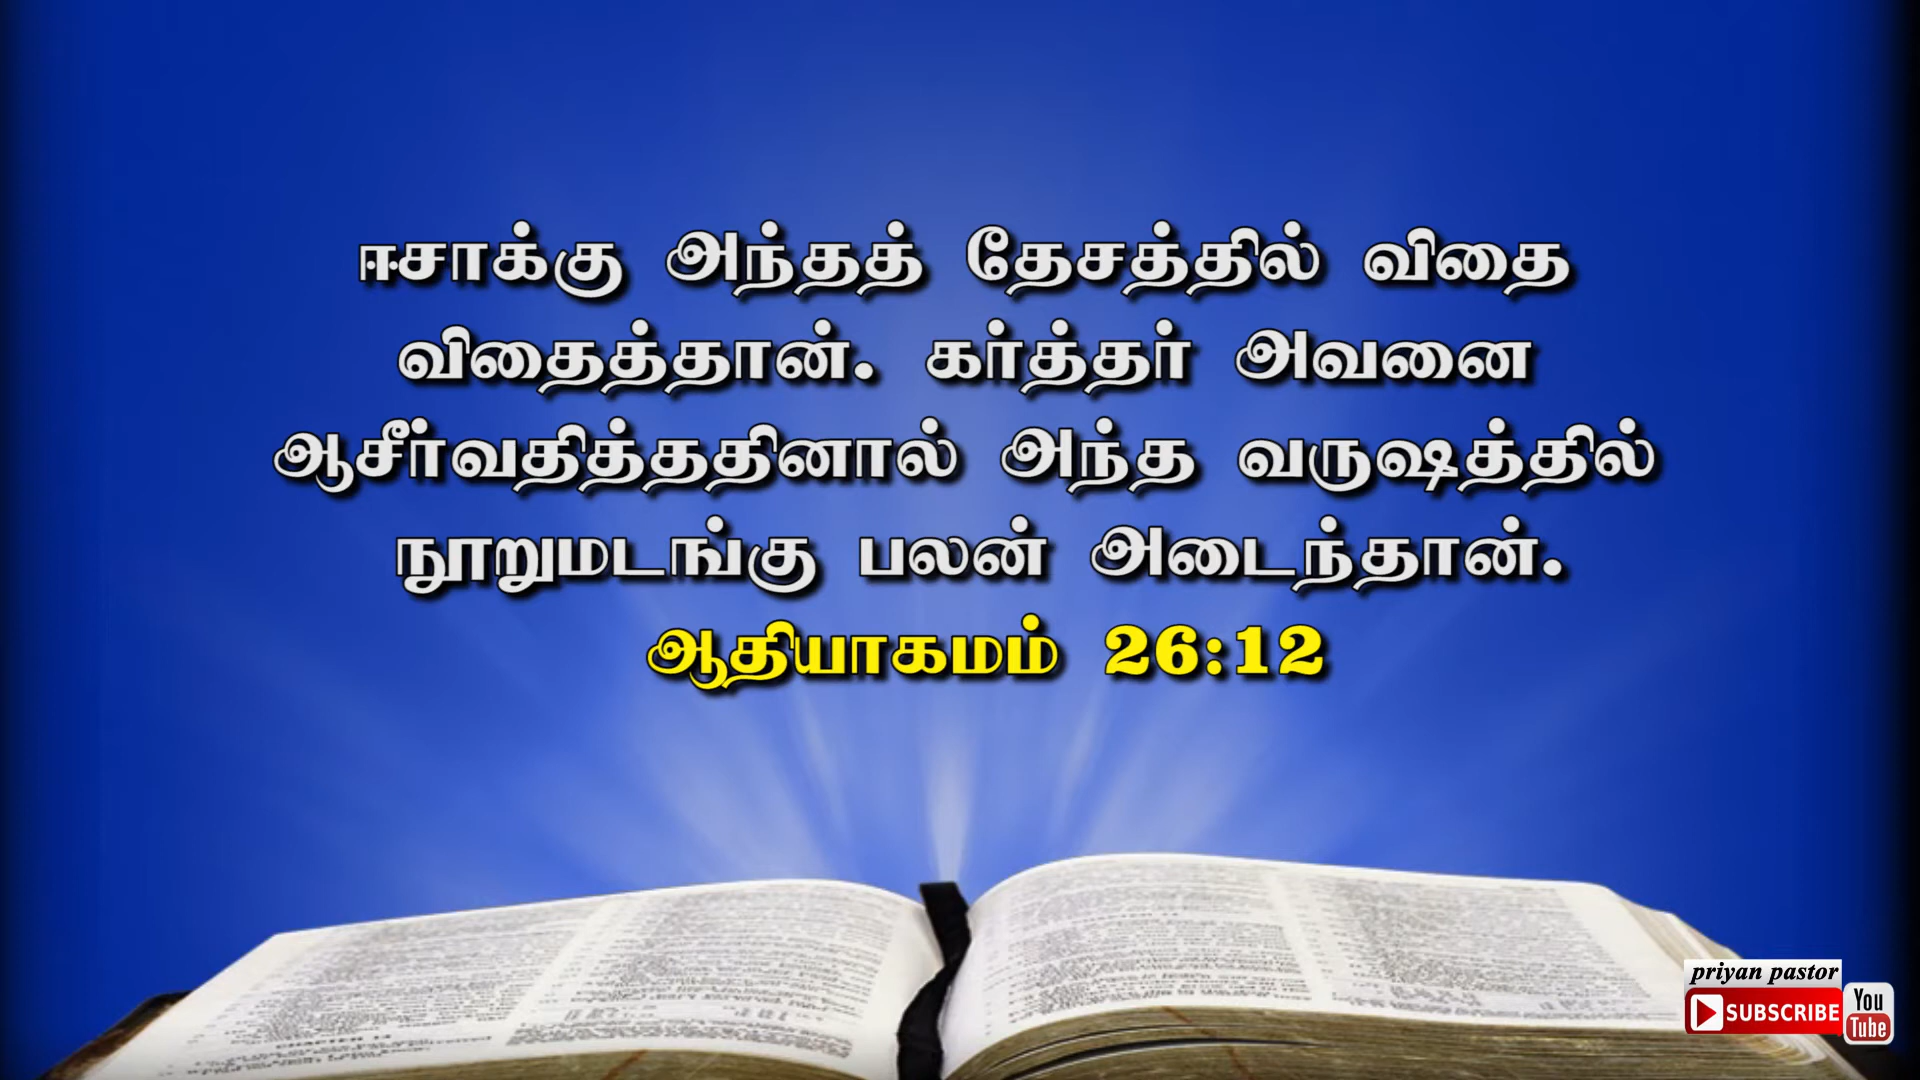 ஈசாக்கு அந்தத் தேசத்தில் விதை
விதைத்தான். கர்த்தர் அவனை
ஆசீர்வதித்ததினால் அந்த வருஷத்தில்
நூறுமடங்கு பலன் அடைந்தான்.
ஆதியாகமம் 26:12
priyan pastor
SUBSCRIBE
You
Tube